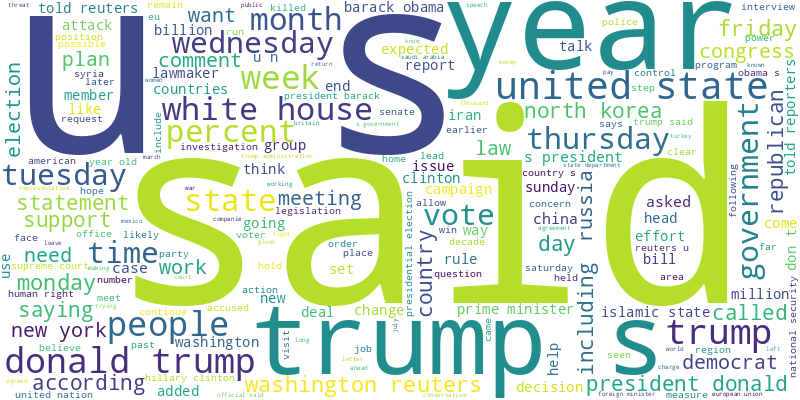 told reuters
eu
remain
killed
barack obama
month
want
year
police
threat
speech
public
interview
attack
position
possible
run
billion
wednesday
friday
talk
power
told reporters
plan
syria
later
comment
u n
expected
congress
program
known
lawmaker
saudi arabia
obama s
member
like
request
week
countries
end
report
control
step
money
pay
president barack
senate
united state
north korea
election
white house
percent
iran
earlier
says
trump said
thousand
american
include
britain
s government
investigation
group
law
thursday
turkey
march
year old
trump administration
home
lead
issue
s president
state department
clear
country s
government
republican
tuesday
hope
think
clinton
sunday
concern
following
representative
war
working
statement
state
meeting
campaign
allow
asked
support
office
mexico
companie
legislation
going
vote
win
way
china
head
come
face
leave
likely
voter
decade
day
effort
agreement
time
party
order
place
country
presidential election
rule
reuters u
far
don t
use
need
supreme court
making
case
work
set
question
bill
saturday
held
area
monday
number
trying
court
action
hold
given
fight
including
russia
million
human right
meet
continue
accused
new
change
islamic state
national security
saying
deal
prime minister
called
new york
people
washington
visit
july
came
seen
region
trump
believe
past
job
long
help
democrat
donald trump
letter
ahead
world
left
according
hillary clinton
washington reuters
decision
president donald
charge
agreed
added
united nation
official said
conservative
foreign minister
measure
european union
u s
said
trump s